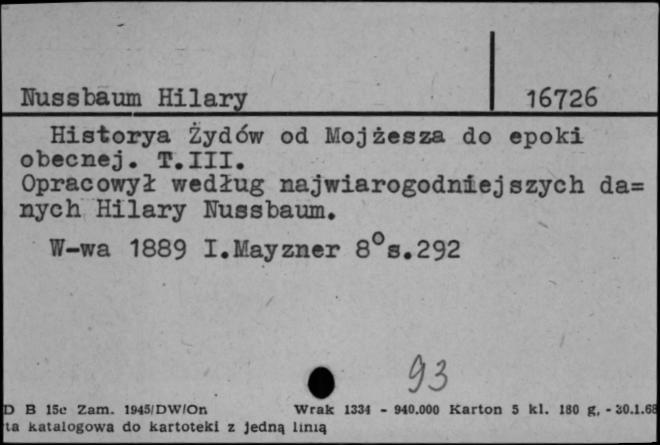 Nussbaum Hilary 16726
Historya Żydów od Mojżesza do epoki
obecnej. T.III.
Opracowył według najwiarogodniejszych da=
nych Hilary Nussbaum.
W-wa 1889 I.Mayzner 8°s.292
93
D B 15c Zam. 1945/DW/On Wrak 1334 - 940.000 Karton 5 kl. 180 g, - 30.1.68
ta katalogowa do kartoteki z jedną linią